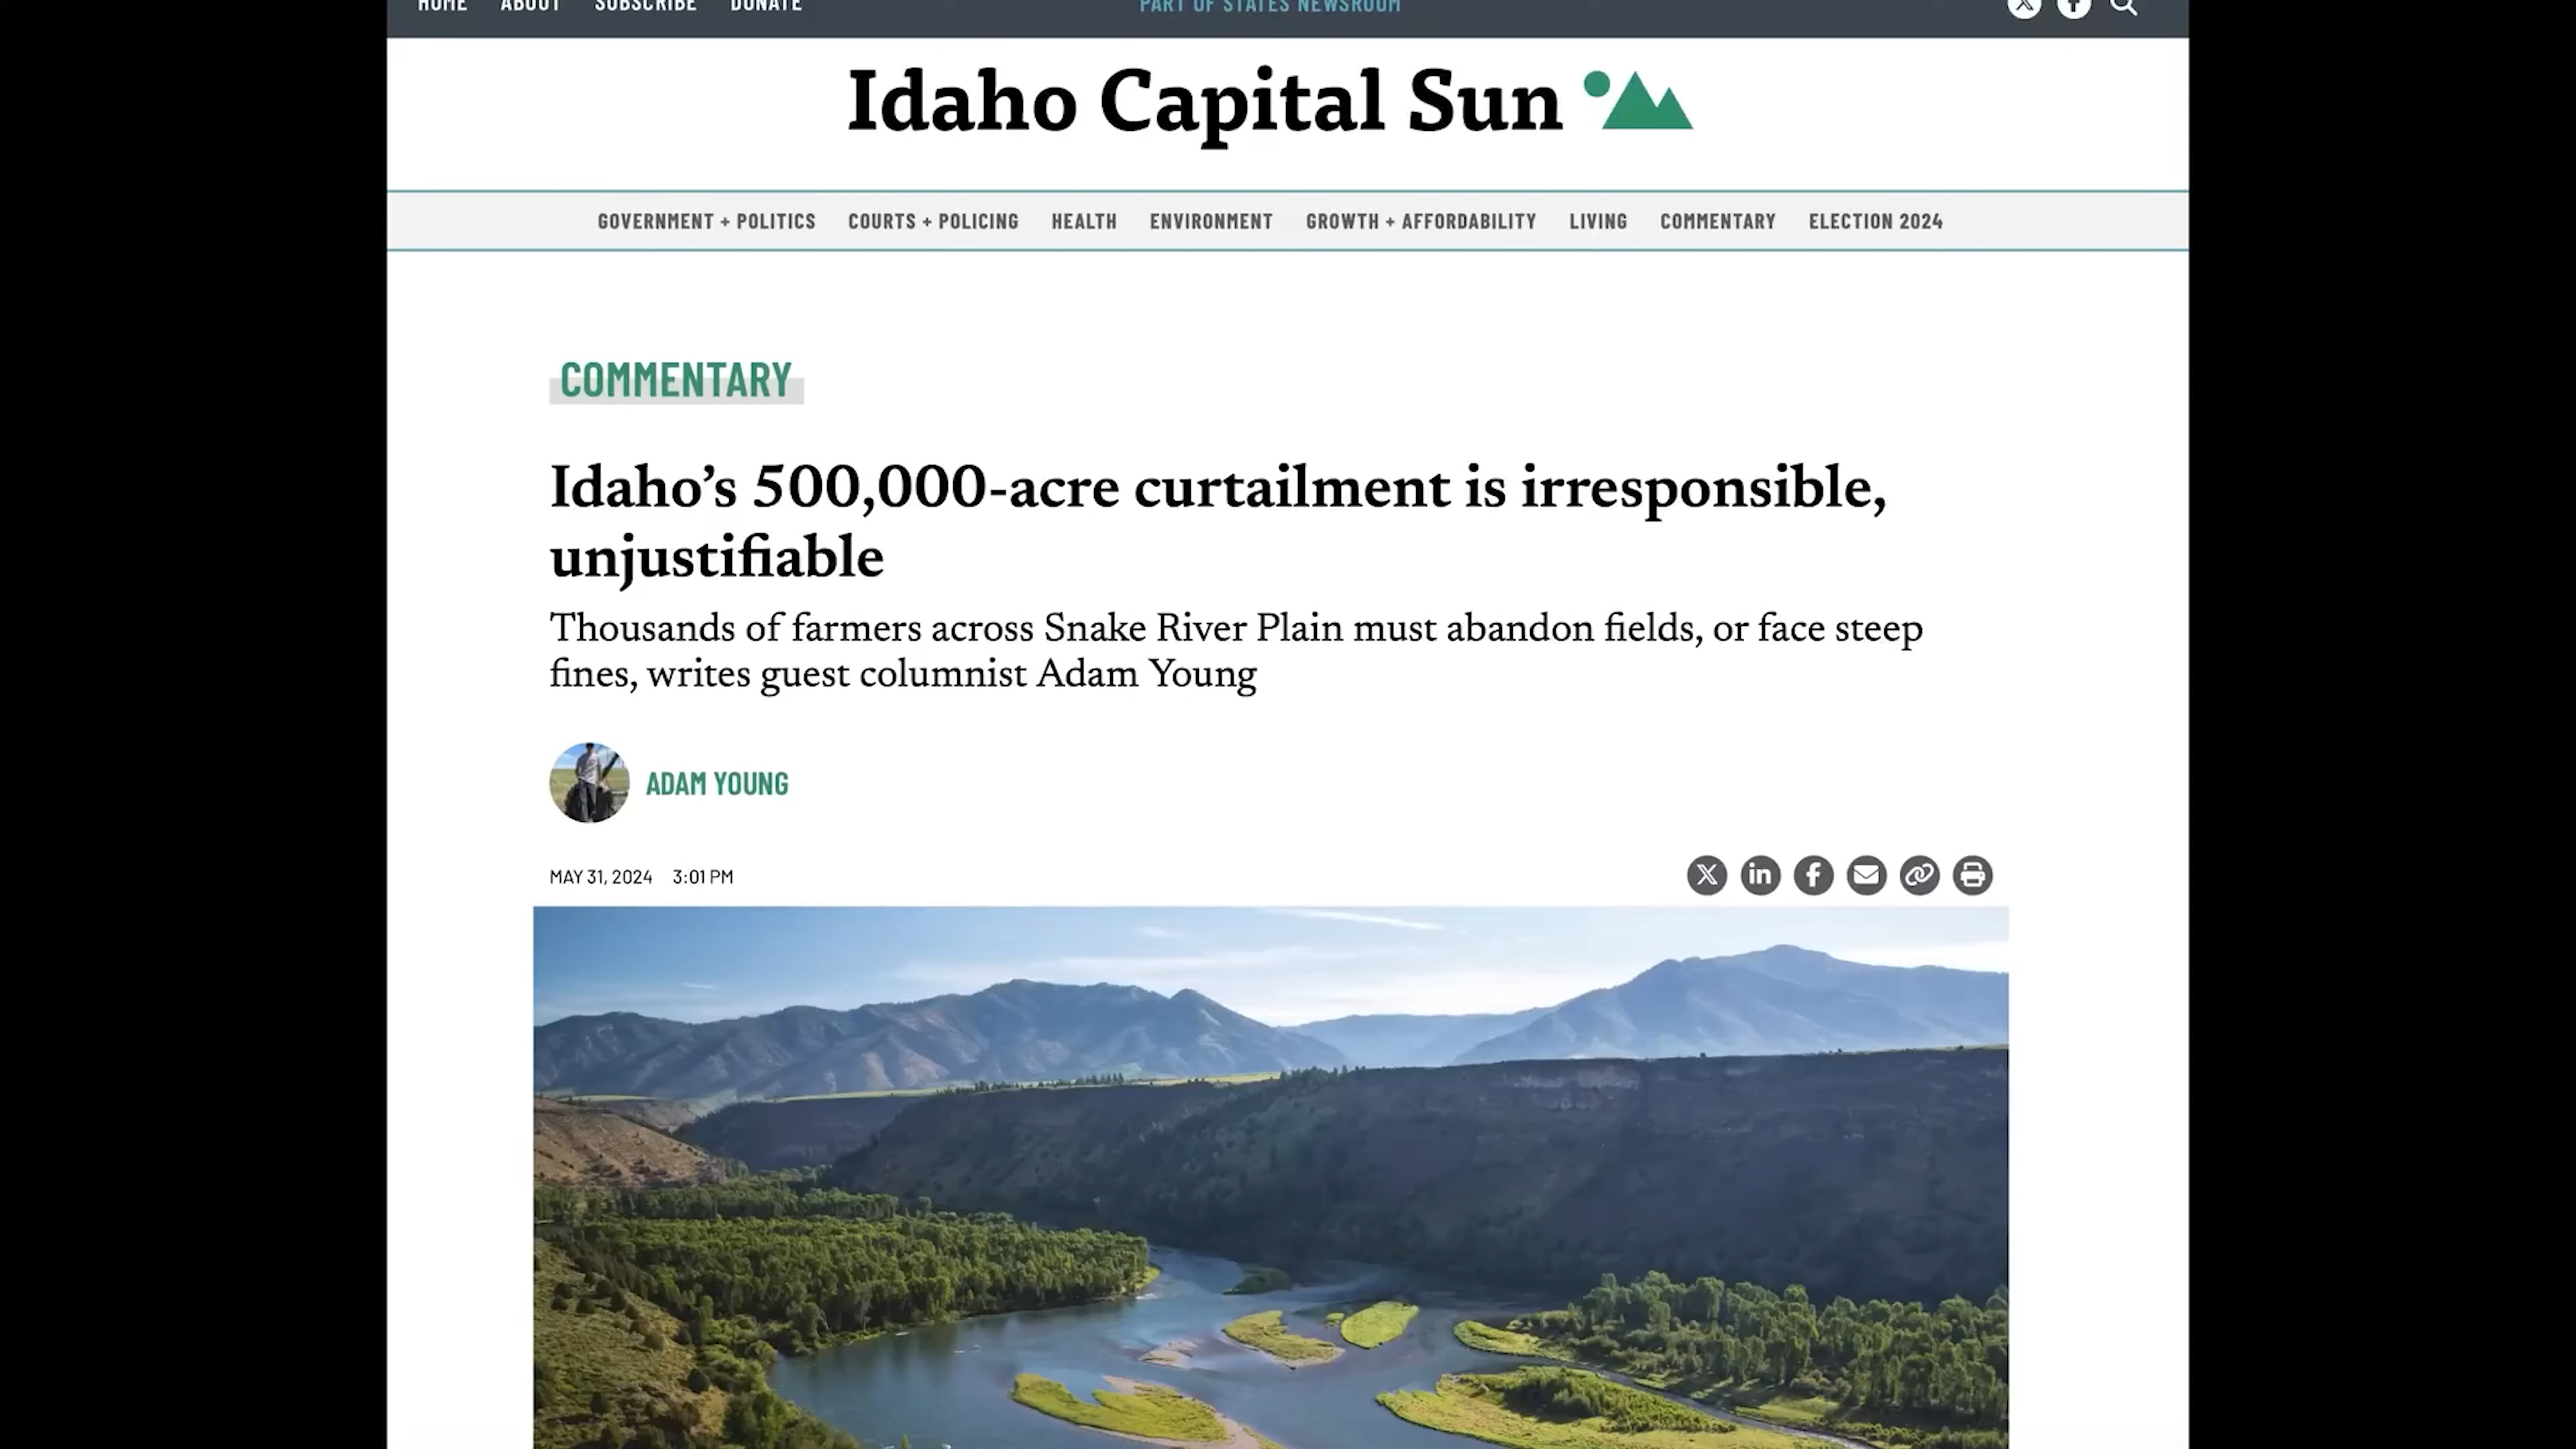 HOME ABOUT SUBSCRIBE DONATE PART OF STATES NEWSROOM
Idaho Capital Sun
GOVERNMENT + POLITICS COURTS + POLICING HEALTH ENVIRONMENT GROWTH + AFFORDABILITY LIVING COMMENTARY ELECTION 2024
COMMENTARY
Idaho’s 500,000-acre curtailment is irresponsible,
unjustifiable
Thousands of farmers across Snake River Plain must abandon fields, or face steep
fines, writes guest columnist Adam Young
ADAM YOUNG
MAY 31, 2024 3:01 PM